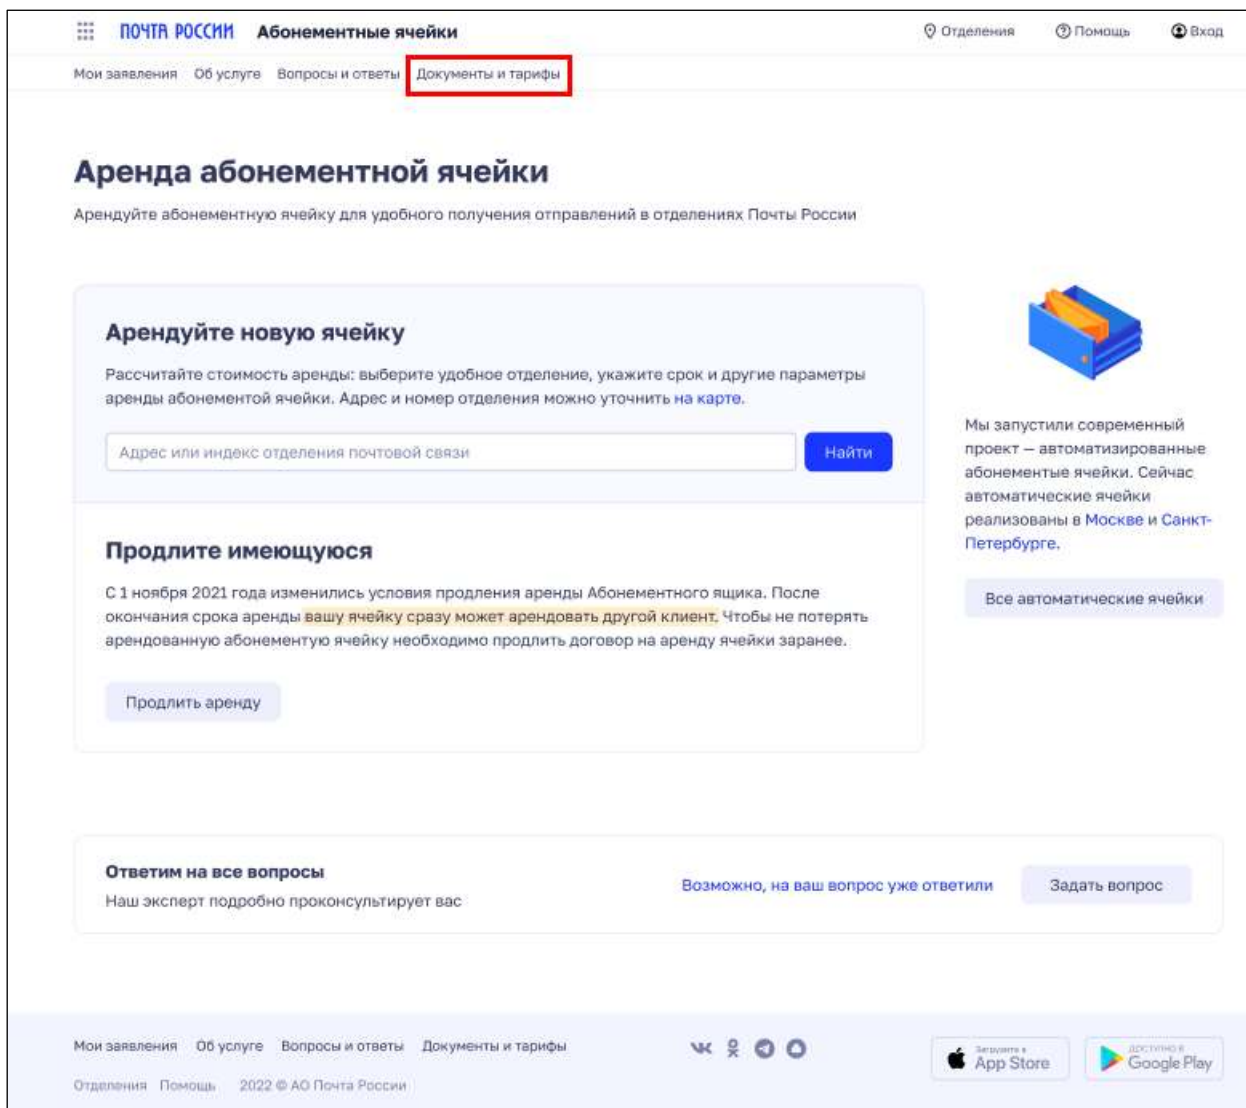 ПОЧТА РОССИИ Абонементные ячейки Отделения Помощь Вход
Мои заявления Об услуге Вопросы и ответы Документы и тарифы
Аренда абонементной ячейки
Арендуйте абонементную ячейку для удобного получения отправлений в отделениях Почты России
Арендуйте новую ячейку
Рассчитайте стоимость аренды: выберите удобное отделение, укажите срок и другие параметры
аренды абонементой ячейки. Адрес и номер отделения можно уточнить на карте.
Адрес или индекс отделения почтовой связи Найти
Продлите имеющуюся
С 1 ноября 2021 года изменились условия продления аренды Абонементного ящика. После
окончания срока аренды вашу ячейку сразу может арендовать другой клиент. Чтобы не потерять
арендованную абонементую ячейку необходимо продлить договор на аренду ячейки заранее.
Продлить аренду
Мы запустили современный
проект — автоматизированные
абонементые ячейки. Сейчас
автоматические ячейки
реализованы в Москве и Санкт-
Петербурге.
Все автоматические ячейки
Ответим на все вопросы
Наш эксперт подробно проконсультирует вас
Возможно, на ваш вопрос уже ответили Задать вопрос
Мои заявления Об услуге Вопросы и ответы Документы и тарифы
Отделения Помощь 2022 © АО Почта России
Загрузите в
App Store
ДОСТУПНО В
Google Play